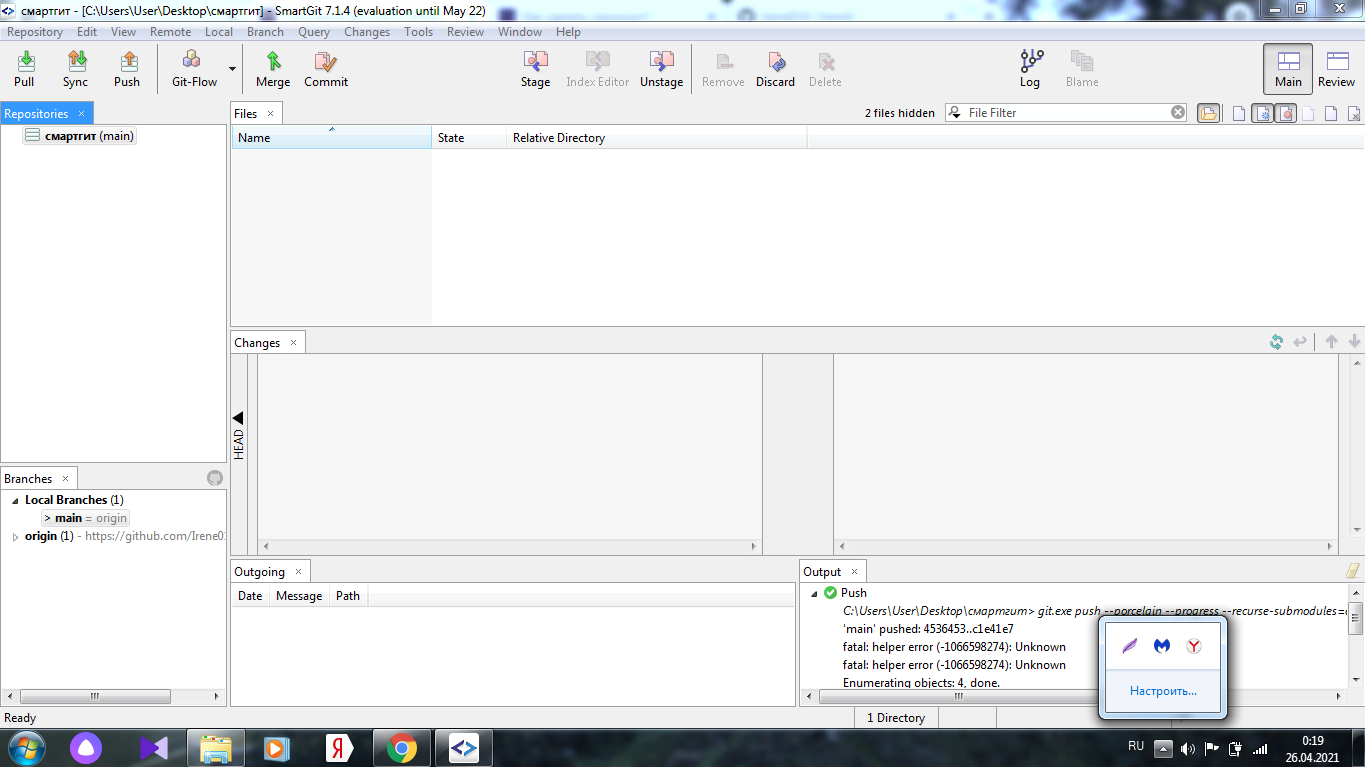 смартгит - [C:\Users\User\Desktop\смартгит] - SmartGit 7.1.4 (evaluation until May 22)
Repository Edit View Remote Local Branch Query Changes Tools Review Window Help
Pull Sync Push Git-Flow Merge Commit Stage Index Editor Unstage Remove Discard Delete Log Blame Main Review
Repositories
Files
2 files hidden
File Filter
смартгит (main)
Name State Relative Directory
Changes
HEAD
Branches
Local Branches (1)
> main = origin
origin (1) - https://github.com/Irene0
Outgoing
Date Message Path
Output
Push
C:\Users\User\Desktop\смартгит> git.exe push --porcelain --progress --recurse-submodules=
'main' pushed: 4536453..c1e41e7
fatal: helper error (-1066598274): Unknown
fatal: helper error (-1066598274): Unknown
Enumerating objects: 4, done.
Настроить...
Ready
1 Directory
RU
0:19
26.04.2021